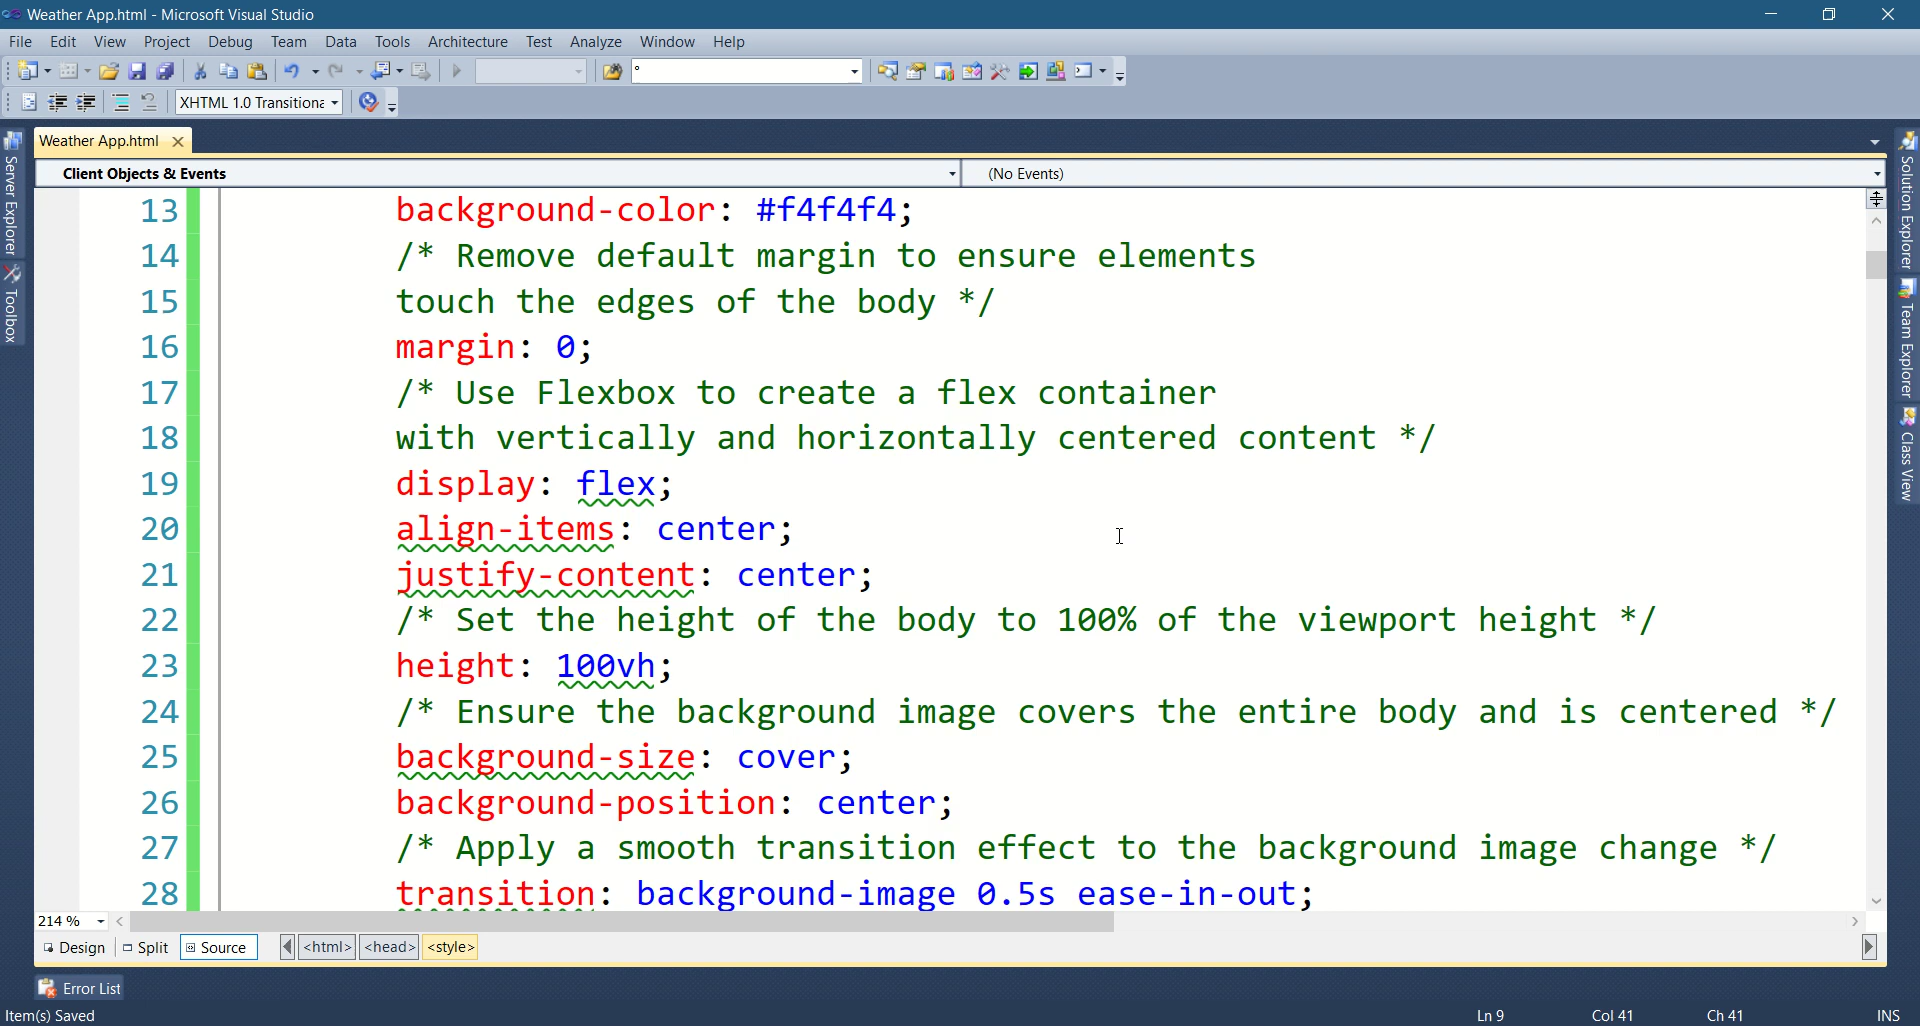 Weather App.html - Microsoft Visual Studio
File Edit View Project Debug Team Data Tools Architecture Test Analyze Window Help
°
XHTML 1.0 Transitiona
Server Explorer
Toolbox
Weather App.html
Client Objects & Events
(No Events)
13 background-color: #f4f4f4;
14 /* Remove default margin to ensure elements
15 touch the edges of the body */
16 margin: 0;
17 /* Use Flexbox to create a flex container
18 with vertically and horizontally centered content */
19 display: flex;
20 align-items: center;
21 justify-content: center;
22 /* Set the height of the body to 100% of the viewport height */
23 height: 100vh;
24 /* Ensure the background image covers the entire body and is centered */
25 background-size: cover;
26 background-position: center;
27 /* Apply a smooth transition effect to the background image change */
28 transition: background-image 0.5s ease-in-out;
Solution Explorer
Team Explorer
Class View
214 %
Design Split Source <html> <head> <style>
Error List
Item(s) Saved Ln 9 Col 41 Ch 41 INS